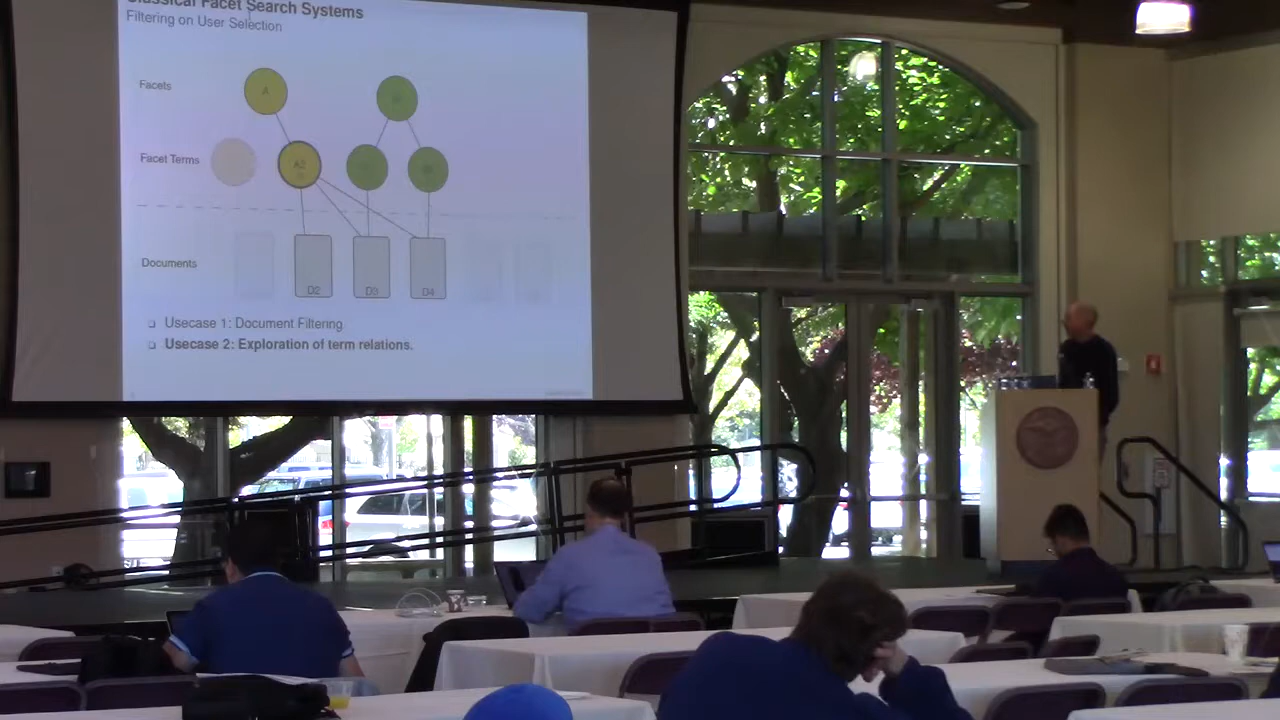 Classical Facet Search Systems
Filtering on User Selection
Facets
A
Facet Terms
A2
Documents
D2
D3
D4
❑ Usecase 1: Document Filtering.
❑ Usecase 2: Exploration of term relations.